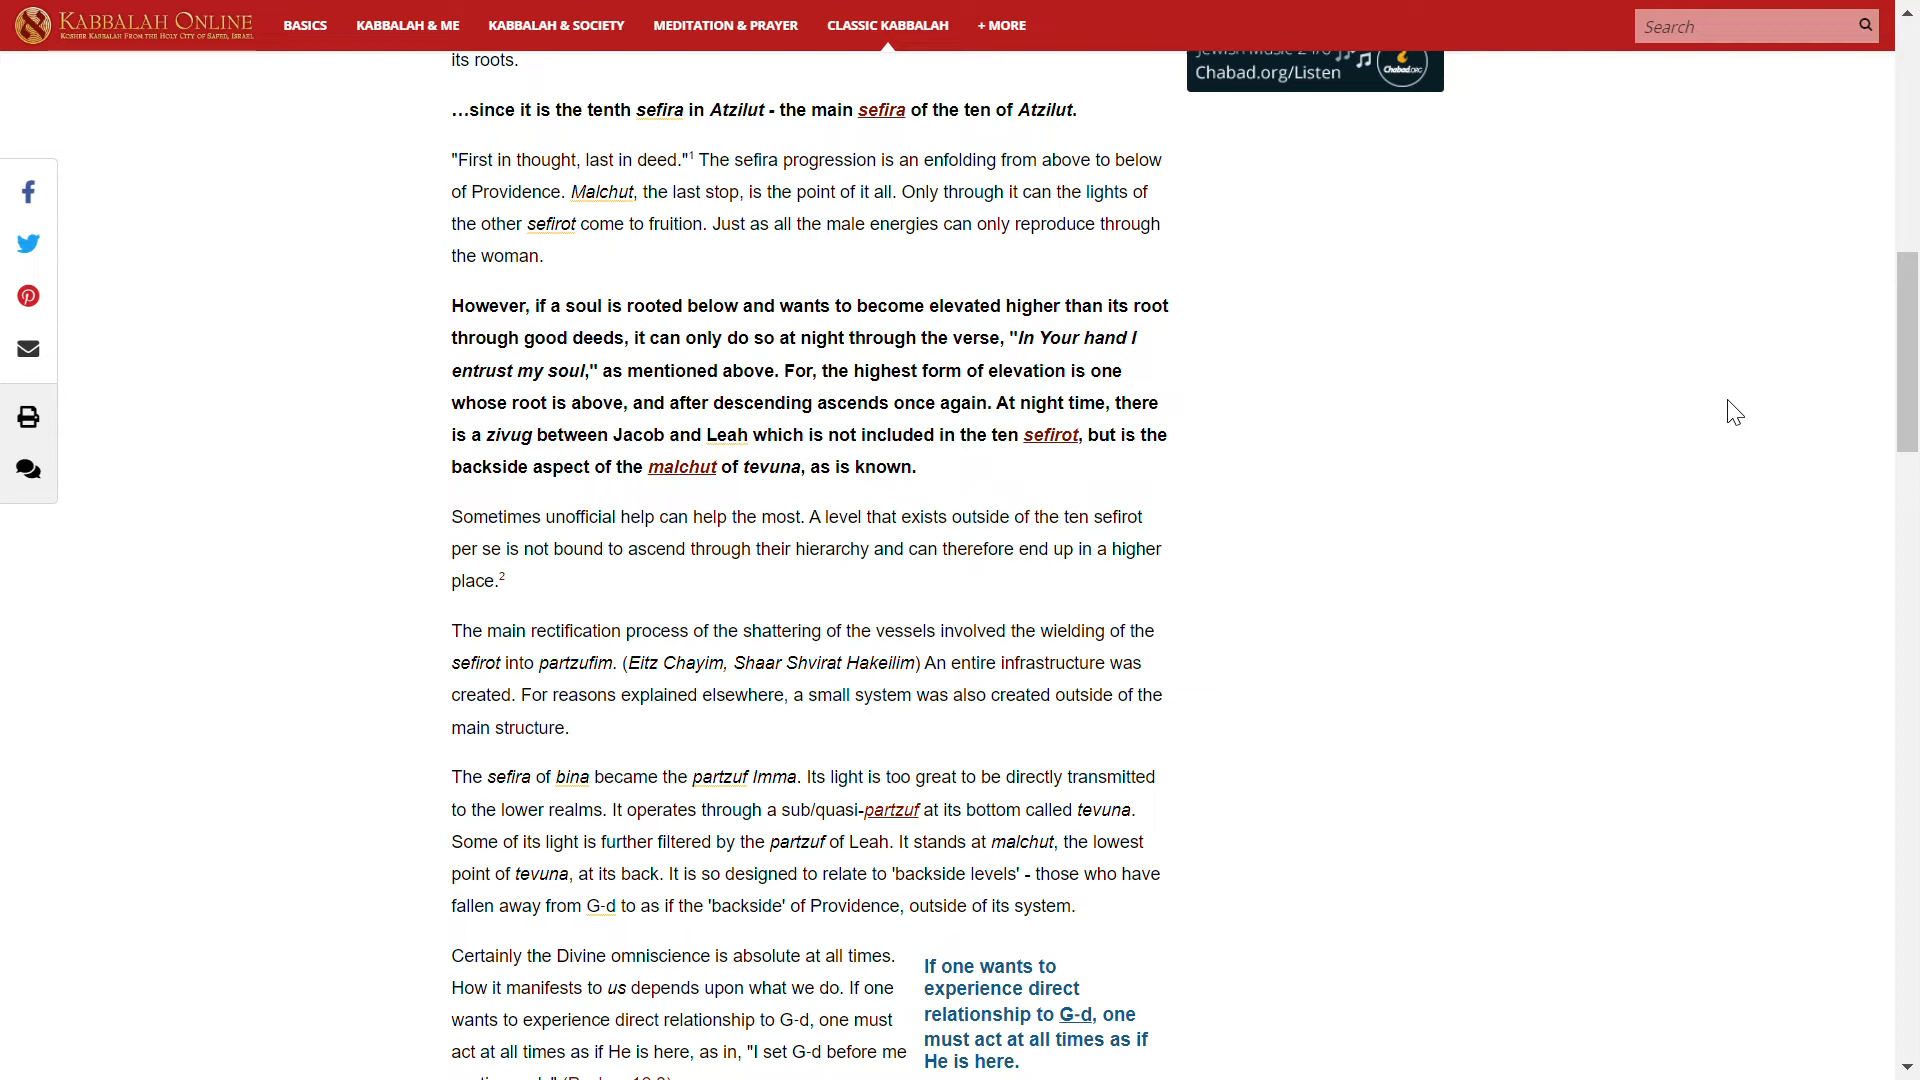 KABBALAH ONLINE
KOSHER KABBALAH FROM THE HOLY CITY OF SAFED, ISRAEL
BASICS
KABBALAH & ME
KABBALAH & SOCIETY
MEDITATION & PRAYER
CLASSIC KABBALAH
+ MORE
Search
Jewish Music 24/6
Chabad.org/Listen
Chabad.ORG
its roots.
…since it is the tenth sefira in Atzilut - the main sefira of the ten of Atzilut.
"First in thought, last in deed."1 The sefira progression is an enfolding from above to below
of Providence. Malchut, the last stop, is the point of it all. Only through it can the lights of
the other sefirot come to fruition. Just as all the male energies can only reproduce through
the woman.
However, if a soul is rooted below and wants to become elevated higher than its root
through good deeds, it can only do so at night through the verse, "In Your hand I
entrust my soul," as mentioned above. For, the highest form of elevation is one
whose root is above, and after descending ascends once again. At night time, there
is a zivug between Jacob and Leah which is not included in the ten sefirot, but is the
backside aspect of the malchut of tevuna, as is known.
Sometimes unofficial help can help the most. A level that exists outside of the ten sefirot
per se is not bound to ascend through their hierarchy and can therefore end up in a higher
place.2
The main rectification process of the shattering of the vessels involved the wielding of the
sefirot into partzufim. (Eitz Chayim, Shaar Shvirat Hakeilim) An entire infrastructure was
created. For reasons explained elsewhere, a small system was also created outside of the
main structure.
The sefira of bina became the partzuf Imma. Its light is too great to be directly transmitted
to the lower realms. It operates through a sub/quasi-partzuf at its bottom called tevuna.
Some of its light is further filtered by the partzuf of Leah. It stands at malchut, the lowest
point of tevuna, at its back. It is so designed to relate to 'backside levels' - those who have
fallen away from G-d to as if the 'backside' of Providence, outside of its system.
Certainly the Divine omniscience is absolute at all times.
How it manifests to us depends upon what we do. If one
wants to experience direct relationship to G-d, one must
act at all times as if He is here, as in, "I set G-d before me
If one wants to
experience direct
relationship to G-d, one
must act at all times as if
He is here.